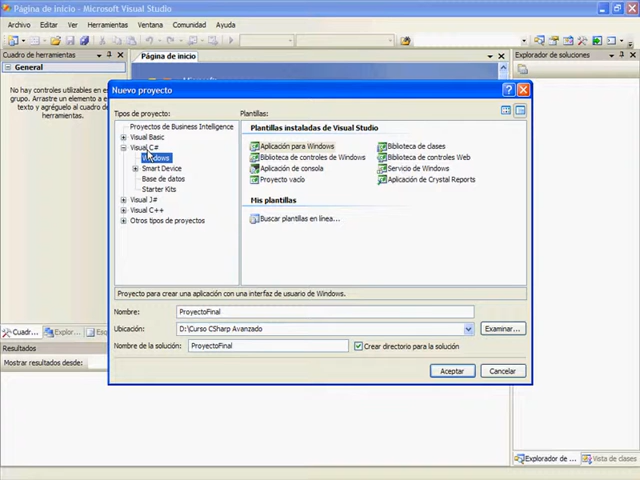 Página de inicio - Microsoft Visual Studio
Archivo Editar Ver Herramientas Ventana Comunidad Ayuda
Cuadro de herramientas
Página de inicio
Explorador de soluciones
General
No hay controles utilizables en este
grupo. Arrastre un elemento a este
texto y agréguelo al cuadro de
herramientas.
Nuevo proyecto
Tipos de proyecto:
Proyectos de Business Intelligence
Visual Basic
Visual C#
Windows
Smart Device
Base de datos
Starter Kits
Visual J#
Visual C++
Otros tipos de proyectos
Plantillas:
Plantillas instaladas de Visual Studio
Aplicación para Windows
Biblioteca de clases
Biblioteca de controles de Windows
Biblioteca de controles Web
Aplicación de consola
Servicio de Windows
Proyecto vacío
Aplicación de Crystal Reports
Mis plantillas
Buscar plantillas en línea...
Proyecto para crear una aplicación con una interfaz de usuario de Windows.
Nombre: ProyectoFinal
Ubicación: D:\Curso CSharp Avanzado
Examinar...
Nombre de la solución: ProyectoFinal
Crear directorio para la solución
Aceptar
Cancelar
Cuadr...
Explor...
Resultados
Mostrar resultados desde:
Explorador de ...
Vista de clases